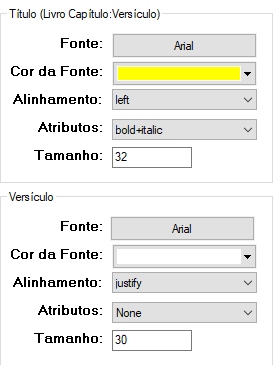 Título (Livro Capítulo:Versículo)
Fonte: Arial
Cor da Fonte:
Alinhamento: left
Atributos: bold+italic
Tamanho: 32
Versículo
Fonte: Arial
Cor da Fonte:
Alinhamento: justify
Atributos: None
Tamanho: 30